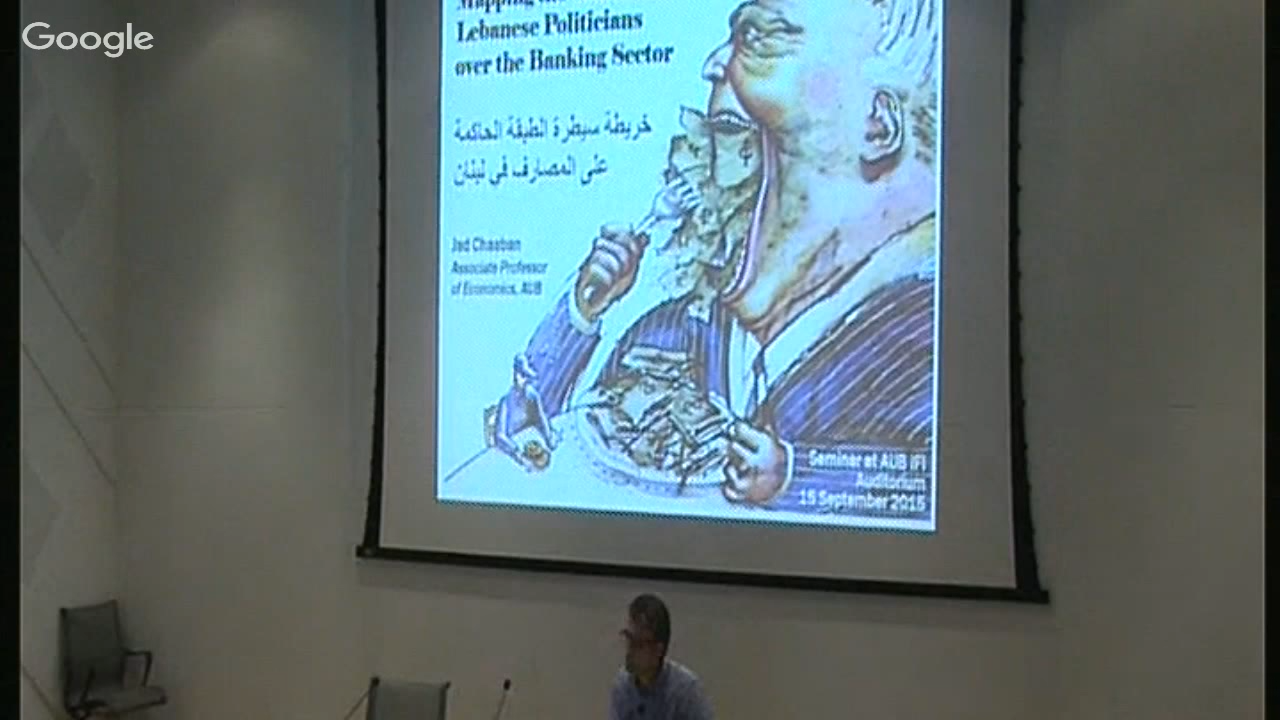 Google
Mapping
Lebanese Politicians
over the Banking Sector
خريطة سيطرة الطبقة الحاكمة
على المصارف في لبنان
Jad Chaaban
Associate Professor
of Economics, AUB
Seminar at AUB IFI
Auditorium
15 September 2015